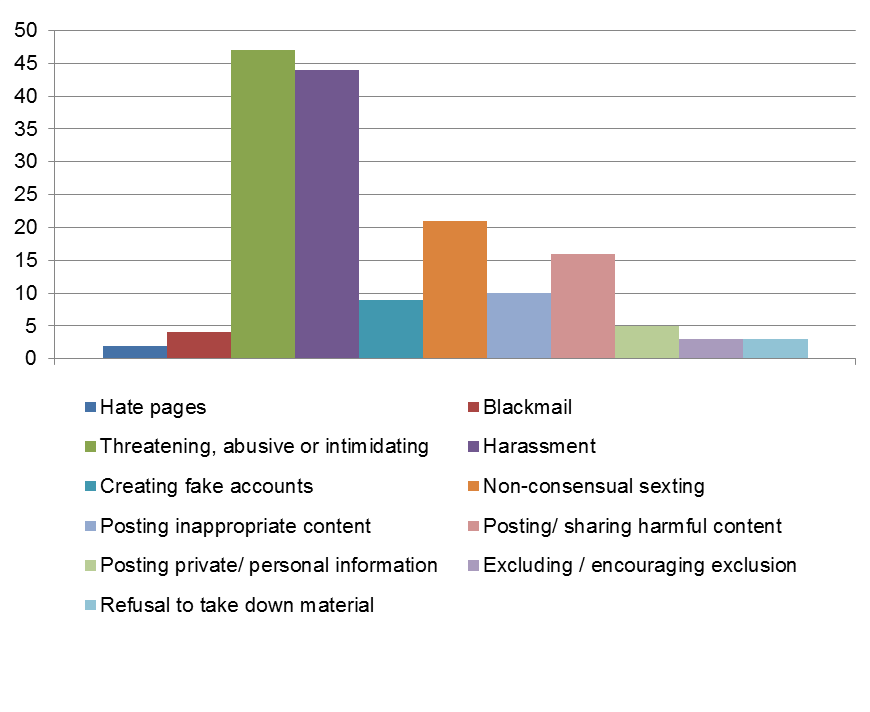 50
45
40
35
30
25
20
15
10
5
0
Hate pages
Blackmail
Threatening, abusive or intimidating
Harassment
Creating fake accounts
Non-consensual sexting
Posting inappropriate content
Posting/ sharing harmful content
Posting private/ personal information
Excluding / encouraging exclusion
Refusal to take down material